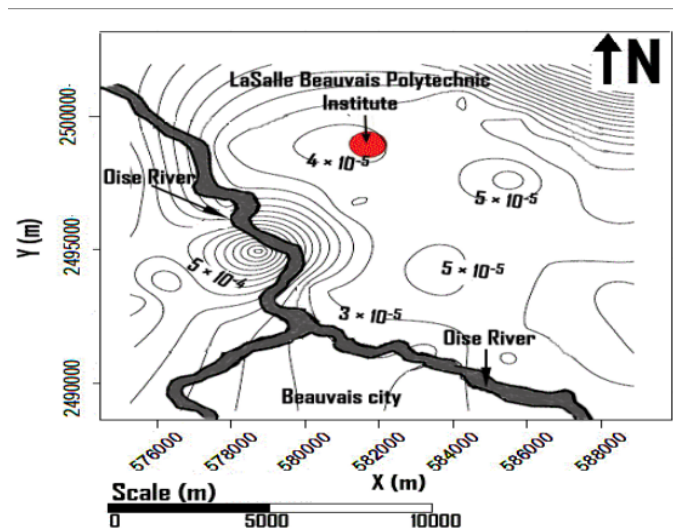 N
LaSalle Beauvais Polytechnic
Institute
4 × 10⁻⁵
Oise River
5 × 10⁻⁵
5 × 10⁻⁴
5 × 10⁻⁵
3 × 10⁻⁵
Oise River
Beauvais city
Y (m)
2500000
2495000
2490000
576000
578000
580000
582000
584000
586000
588000
X (m)
Scale (m)
0 5000 10000